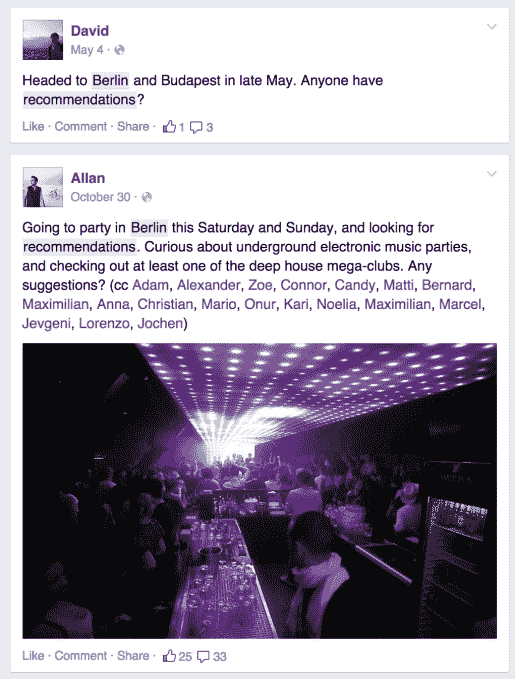 David
May 4 ·
Headed to Berlin and Budapest in late May. Anyone have
recommendations?
Like · Comment · Share · 1 3
Allan
October 30 ·
Going to party in Berlin this Saturday and Sunday, and looking for
recommendations. Curious about underground electronic music parties,
and checking out at least one of the deep house mega-clubs. Any
suggestions? (cc Adam, Alexander, Zoe, Connor, Candy, Matti, Bernard,
Maximilian, Anna, Christian, Mario, Onur, Kari, Noelia, Maximilian, Marcel,
Jevgeni, Lorenzo, Jochen)
Like · Comment · Share · 25 33